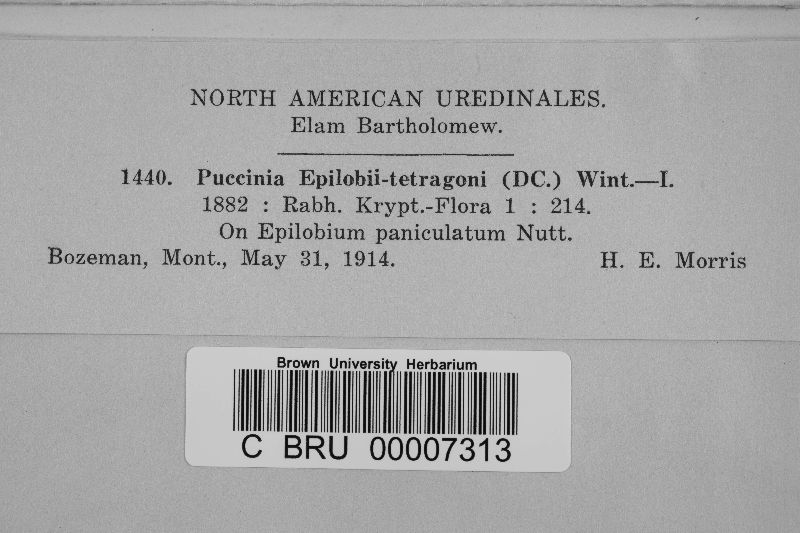 NORTH AMERICAN UREDINALES.
Elam Bartholomew.
1440. Puccinia Epilobii-tetragoni (DC.) Wint.—I.
1882 : Rabh. Krypt.-Flora 1 : 214.
On Epilobium paniculatum Nutt.
Bozeman, Mont., May 31, 1914. H. E. Morris
Brown University Herbarium
C BRU 00007313